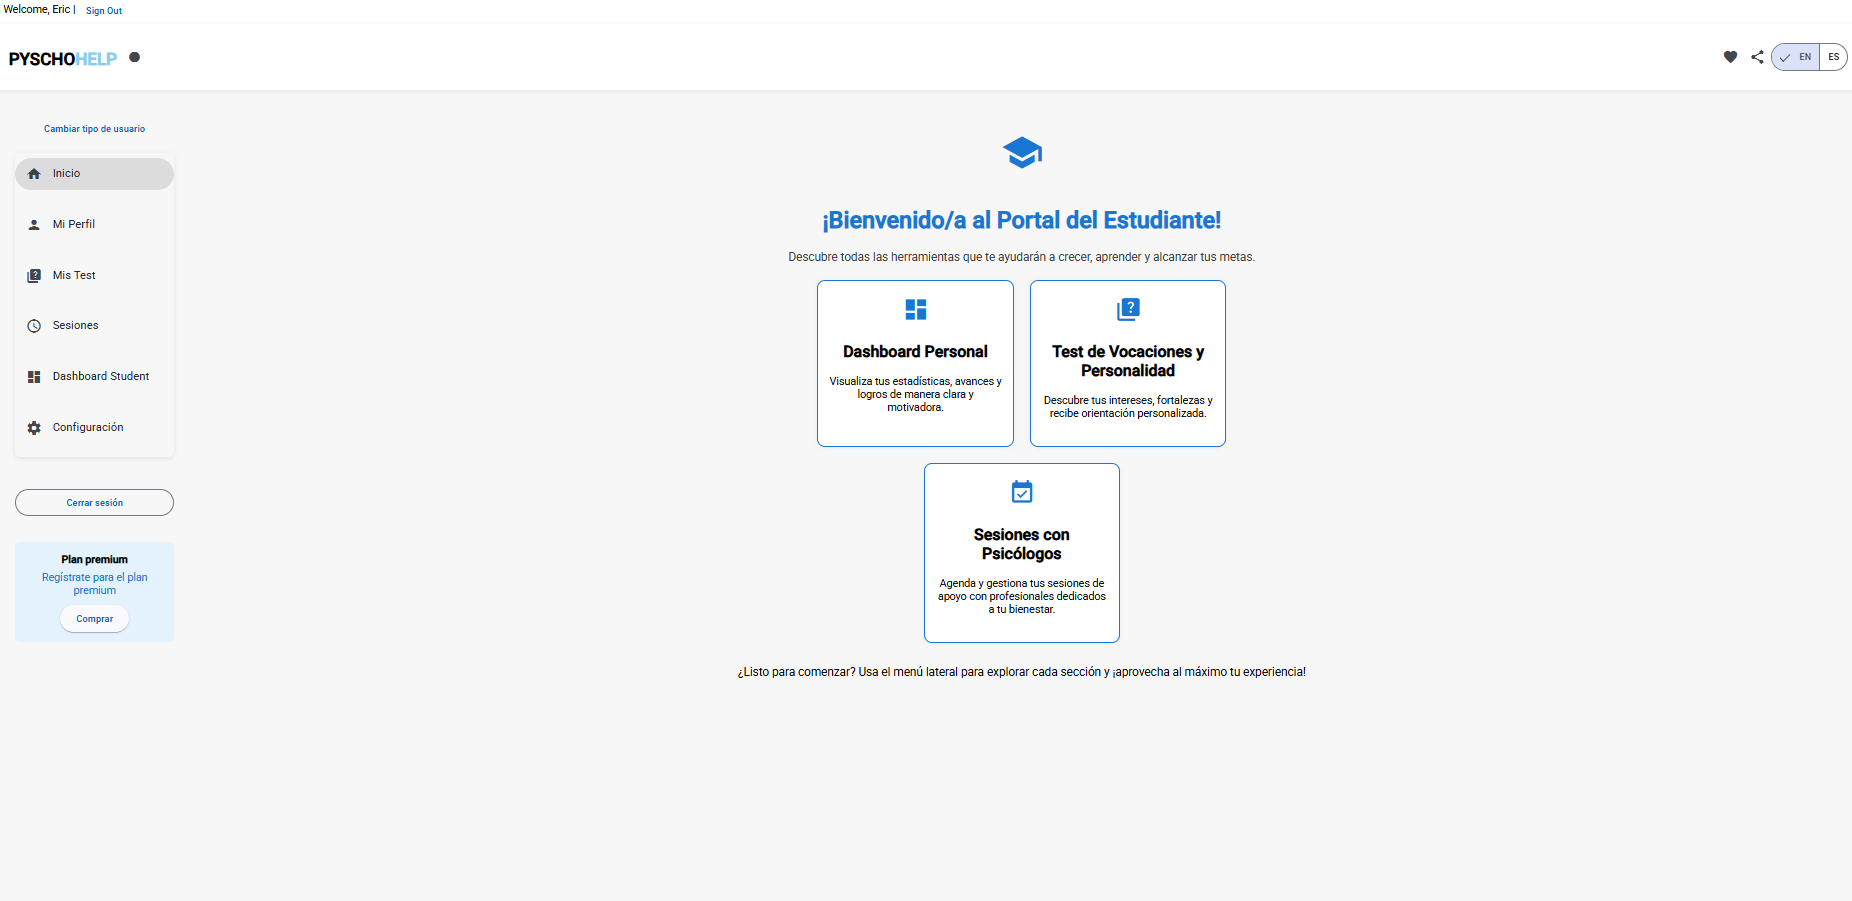 Welcome, Eric | Sign Out
PYSCHOHELP
EN ES
Cambiar tipo de usuario
Inicio
Mi Perfil
Mis Test
Sesiones
Dashboard Student
Configuración
Cerrar sesión
Plan premium
Regístrate para el plan
premium
Comprar
¡Bienvenido/a al Portal del Estudiante!
Descubre todas las herramientas que te ayudarán a crecer, aprender y alcanzar tus metas.
Dashboard Personal
Visualiza tus estadísticas, avances y
logros de manera clara y
motivadora.
Test de Vocaciones y
Personalidad
Descubre tus intereses, fortalezas y
recibe orientación personalizada.
Sesiones con
Psicólogos
Agenda y gestiona tus sesiones de
apoyo con profesionales dedicados
a tu bienestar.
¿Listo para comenzar? Usa el menú lateral para explorar cada sección y ¡aprovecha al máximo tu experiencia!